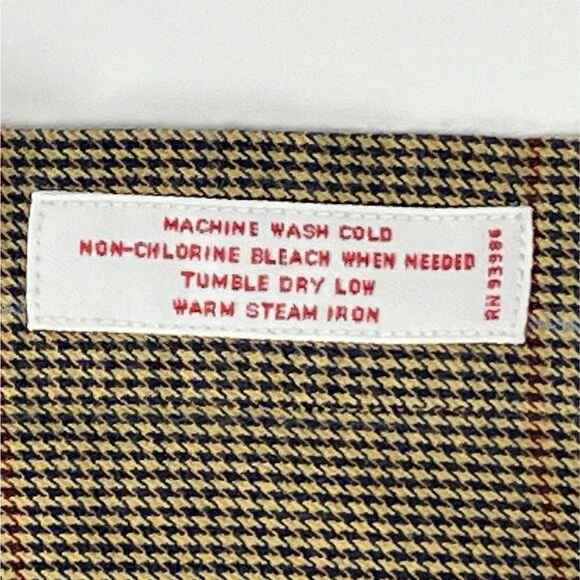 MACHINE WASH COLD
NON-CHLORINE BLEACH WHEN NEEDED
TUMBLE DRY LOW
WARM STEAM IRON
RN 93986